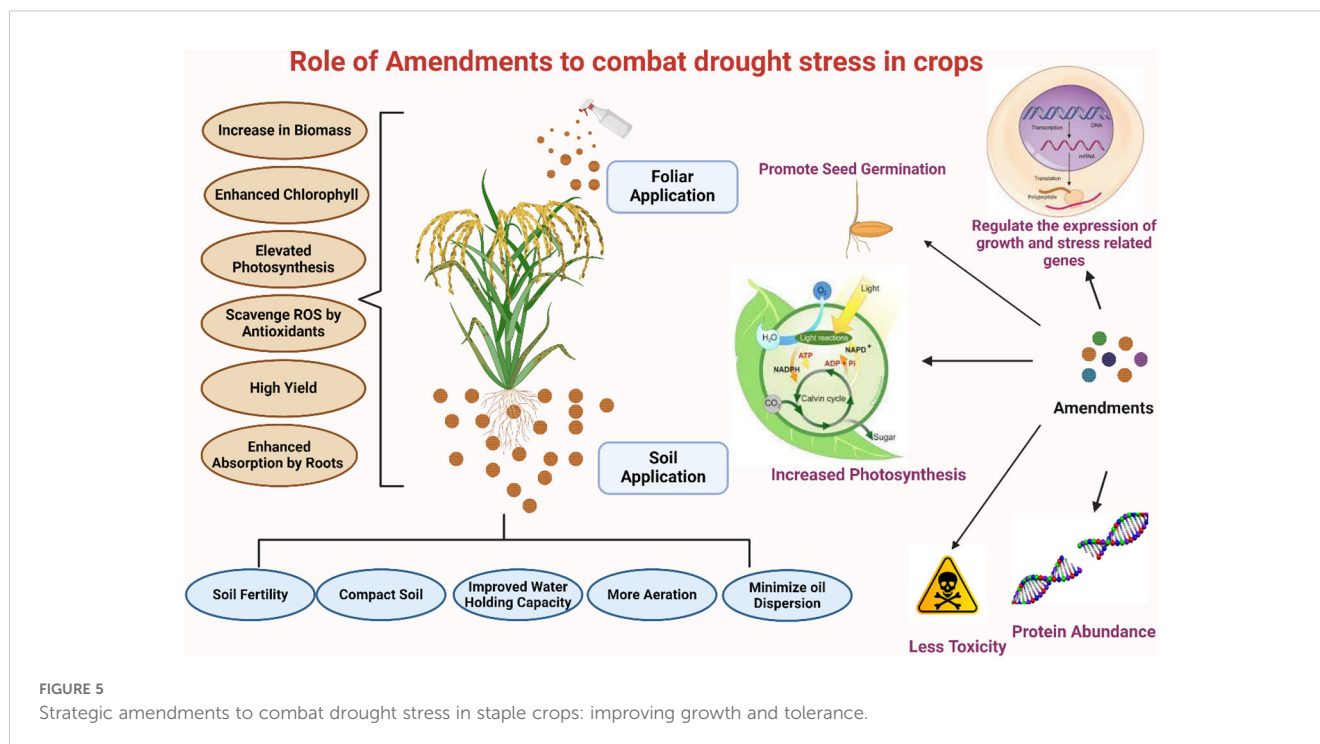 Role of Amendments to combat drought stress in crops
Increase in Biomass
Enhanced Chlorophyll
Elevated
Photosynthesis
Scavenge ROS by
Antioxidants
High Yield
Enhanced
Absorption by Roots
Foliar
Application
Soil
Application
Soil Fertility
Compact Soil
Improved Water
Holding Capacity
More Aeration
Minimize oil
Dispersion
Promote Seed Germination
O2
Light
H2O
Light reactions
NAPD+
ATP
ADP + Pi
NADPH
Calvin cycle
CO2
Sugar
Increased Photosynthesis
DNA
Transcription
mRNA
Translation
Polypeptide
Regulate the expression of
growth and stress related
genes
Amendments
Less Toxicity
Protein Abundance
FIGURE 5
Strategic amendments to combat drought stress in staple crops: improving growth and tolerance.